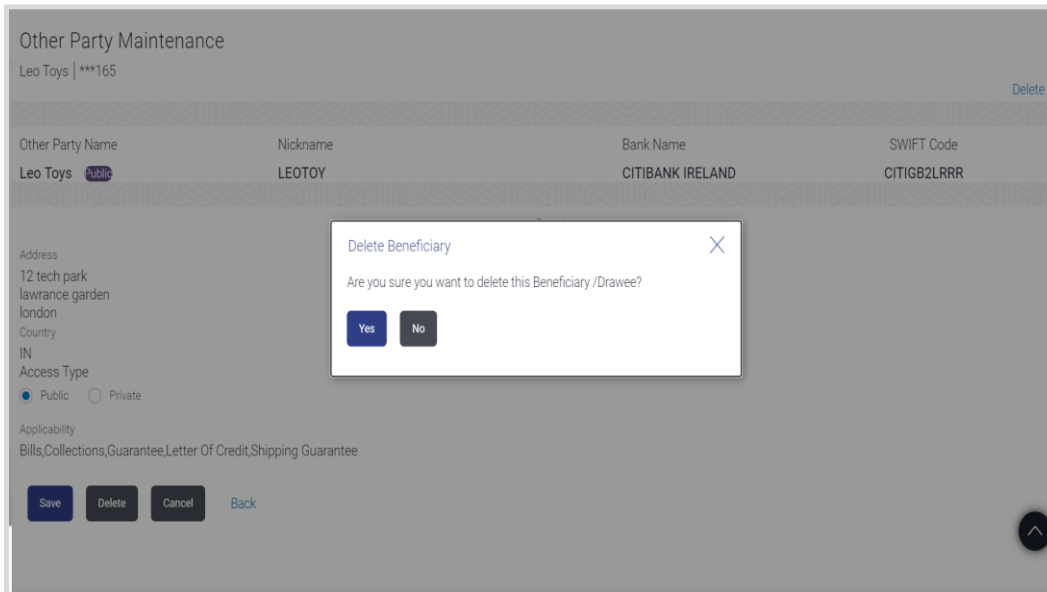 Other Party Maintenance
Leo Toys | ***165
Delete
Other Party Name Nickname Bank Name SWIFT Code
Leo Toys Public LEOTOY CITIBANK IRELAND CITIGB2LRRR
Delete Beneficiary
Are you sure you want to delete this Beneficiary /Drawee?
Yes No
Address
12 tech park
lawrance garden
london
Country
IN
Access Type
Public Private
Applicability
Bills,Collections,Guarantee,Letter Of Credit,Shipping Guarantee
Save Delete Cancel Back